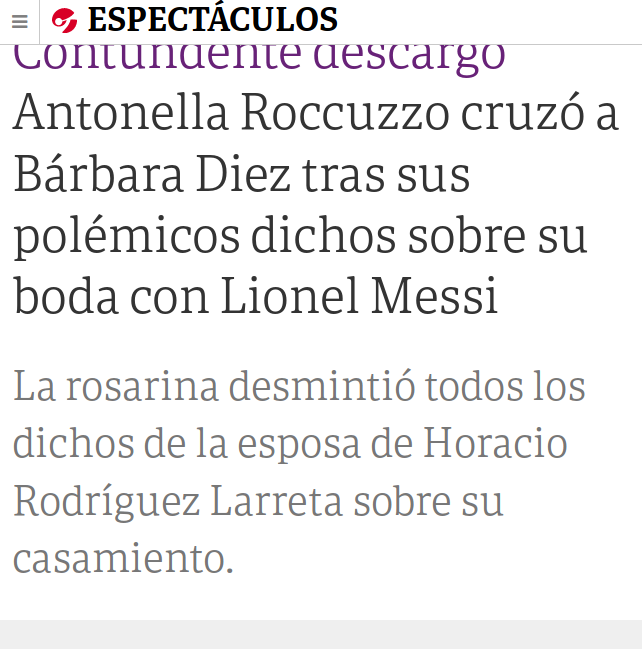 ESPECTÁCULOS
Contundente descargo
Antonella Roccuzzo cruzó a
Bárbara Diez tras sus
polémicos dichos sobre su
boda con Lionel Messi
La rosarina desmintió todos los
dichos de la esposa de Horacio
Rodríguez Larreta sobre su
casamiento.